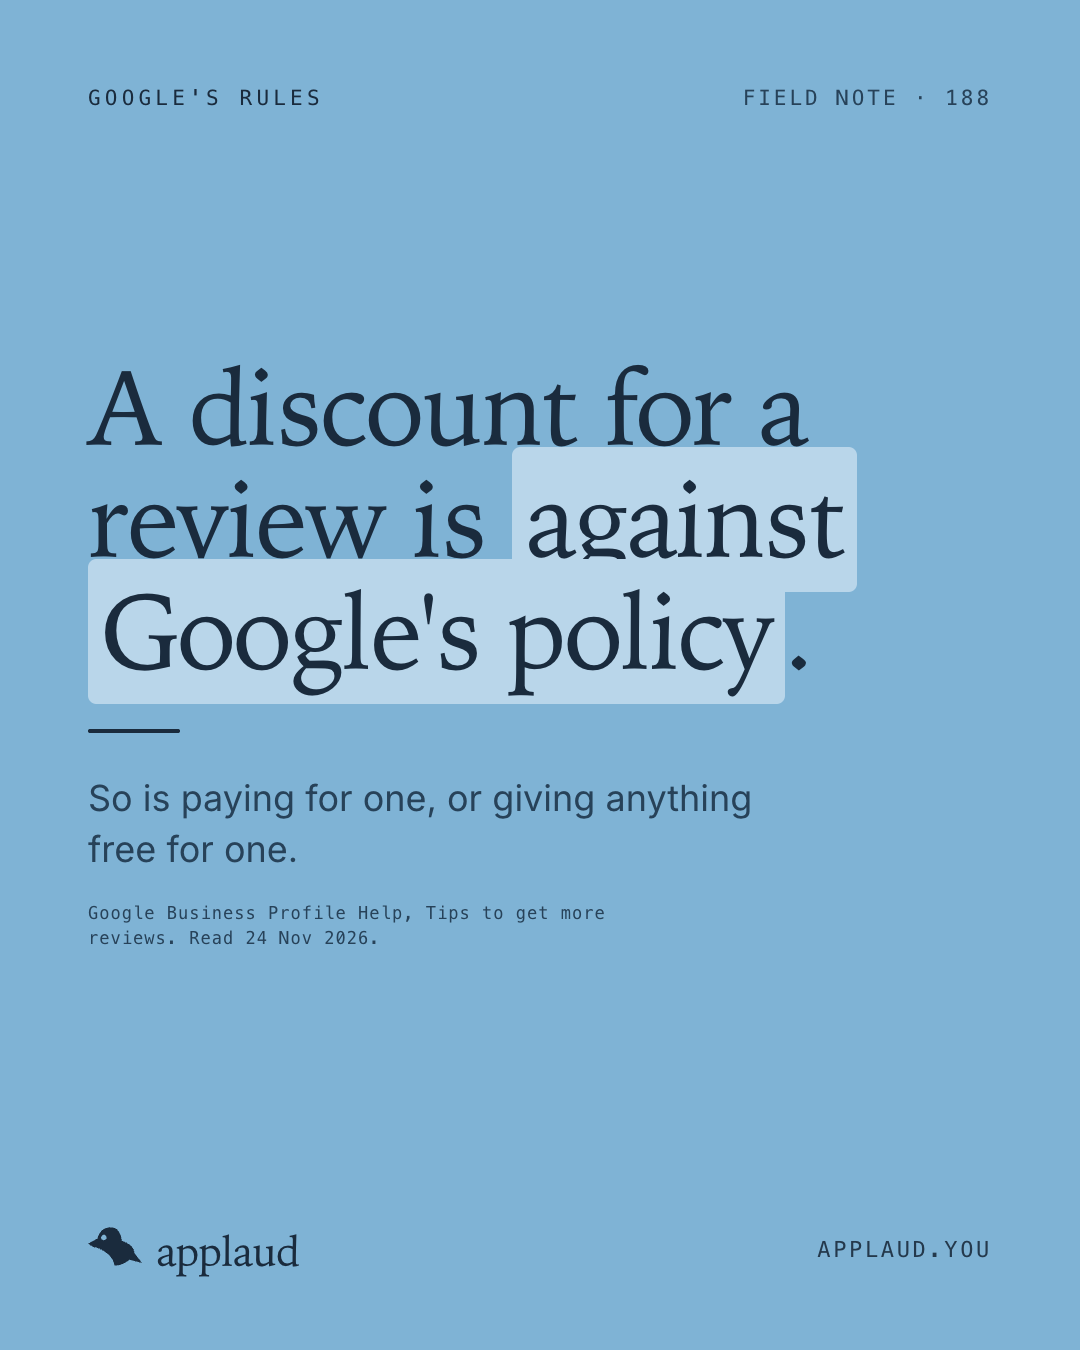 GOOGLE'S RULES
FIELD NOTE · 188
A discount for a
review is against
Google's policy.
So is paying for one, or giving anything
free for one.
Google Business Profile Help, Tips to get more
reviews. Read 24 Nov 2026.
applaud
APPLAUD.YOU